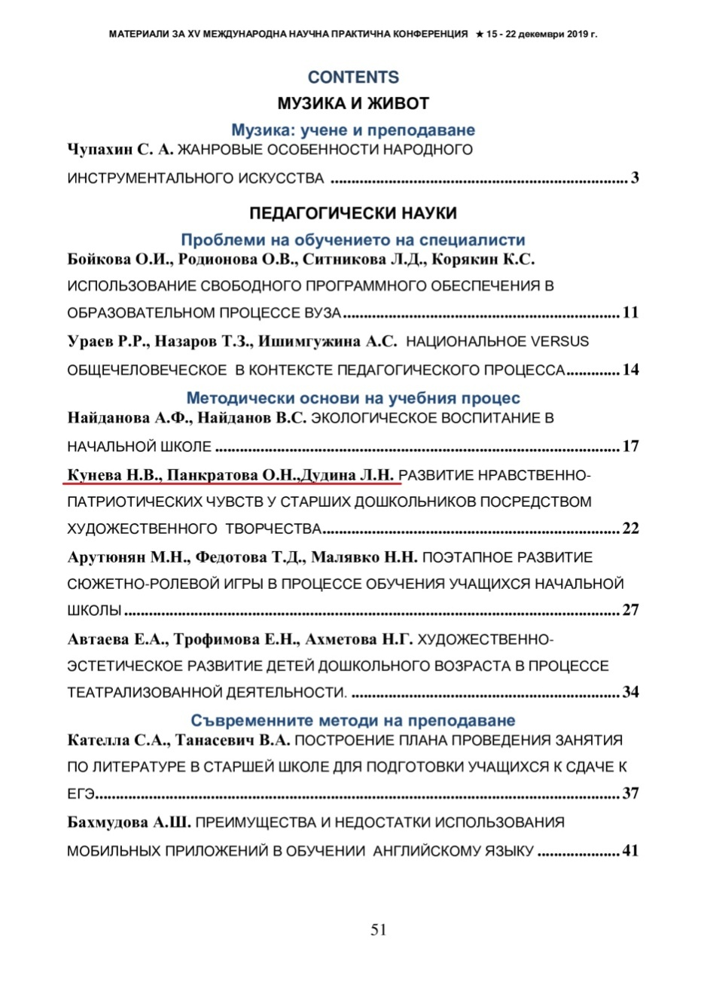 МАТЕРИАЛИ ЗА XV МЕЖДУНАРОДНА НАУЧНА ПРАКТИЧНА КОНФЕРЕНЦИЯ ★ 15 - 22 декември 2019 г.
CONTENTS
МУЗИКА И ЖИВОТ
Музика: учене и преподаване
Чупахин С. А. ЖАНРОВЫЕ ОСОБЕННОСТИ НАРОДНОГО
ИНСТРУМЕНТАЛЬНОГО ИСКУССТВА ................................................................ 3
ПЕДАГОГИЧЕСКИ НАУКИ
Проблеми на обучението на специалисти
Бойкова О.И., Родионова О.В., Ситникова Л.Д., Корякин К.С.
ИСПОЛЬЗОВАНИЕ СВОБОДНОГО ПРОГРАММНОГО ОБЕСПЕЧЕНИЯ В
ОБРАЗОВАТЕЛЬНОМ ПРОЦЕССЕ ВУЗА............................................................ 11
Ураев Р.Р., Назаров Т.З., Ишимгужина А.С. НАЦИОНАЛЬНОЕ VERSUS
ОБЩЕЧЕЛОВЕЧЕСКОЕ В КОНТЕКСТЕ ПЕДАГОГИЧЕСКОГО ПРОЦЕССА............ 14
Методически основи на учебния процес
Найданова А.Ф., Найданов В.С. ЭКОЛОГИЧЕСКОЕ ВОСПИТАНИЕ В
НАЧАЛЬНОЙ ШКОЛЕ ....................................................................................... 17
Кунева Н.В., Панкратова О.Н.,Дудина Л.Н. РАЗВИТИЕ НРАВСТВЕННО-
ПАТРИОТИЧЕСКИХ ЧУВСТВ У СТАРШИХ ДОШКОЛЬНИКОВ ПОСРЕДСТВОМ
ХУДОЖЕСТВЕННОГО ТВОРЧЕСТВА................................................................ 22
Арутюнян М.Н., Федотова Т.Д., Малявко Н.Н. ПОЭТАПНОЕ РАЗВИТИЕ
СЮЖЕТНО-РОЛЕВОЙ ИГРЫ В ПРОЦЕССЕ ОБУЧЕНИЯ УЧАЩИХСЯ НАЧАЛЬНОЙ
ШКОЛЫ ........................................................................................................... 27
Автаева Е.А., Трофимова Е.Н., Ахметова Н.Г. ХУДОЖЕСТВЕННО-
ЭСТЕТИЧЕСКОЕ РАЗВИТИЕ ДЕТЕЙ ДОШКОЛЬНОГО ВОЗРАСТА В ПРОЦЕССЕ
ТЕАТРАЛИЗОВАННОЙ ДЕЯТЕЛЬНОСТИ. ......................................................... 34
Съвременните методи на преподаване
Кателла С.А., Танасевич В.А. ПОСТРОЕНИЕ ПЛАНА ПРОВЕДЕНИЯ ЗАНЯТИЯ
ПО ЛИТЕРАТУРЕ В СТАРШЕЙ ШКОЛЕ ДЛЯ ПОДГОТОВКИ УЧАЩИХСЯ К СДАЧЕ К
ЕГЭ.................................................................................................................. 37
Бахмудова А.Ш. ПРЕИМУЩЕСТВА И НЕДОСТАТКИ ИСПОЛЬЗОВАНИЯ
МОБИЛЬНЫХ ПРИЛОЖЕНИЙ В ОБУЧЕНИИ АНГЛИЙСКОМУ ЯЗЫКУ .................. 41
51